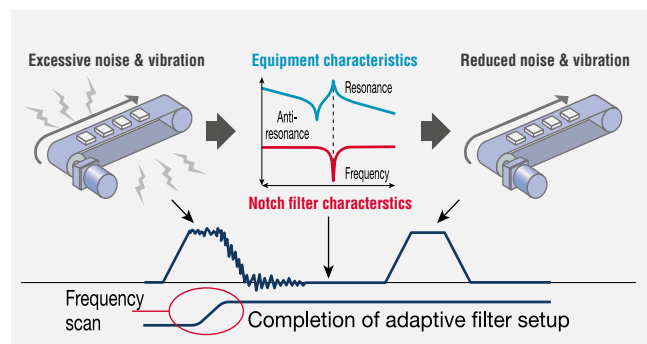 Excessive noise & vibration
Equipment characteristics
Reduced noise & vibration
Resonance
Anti-
resonance
Frequency
Notch filter characterstics
Frequency
scan
Completion of adaptive filter setup